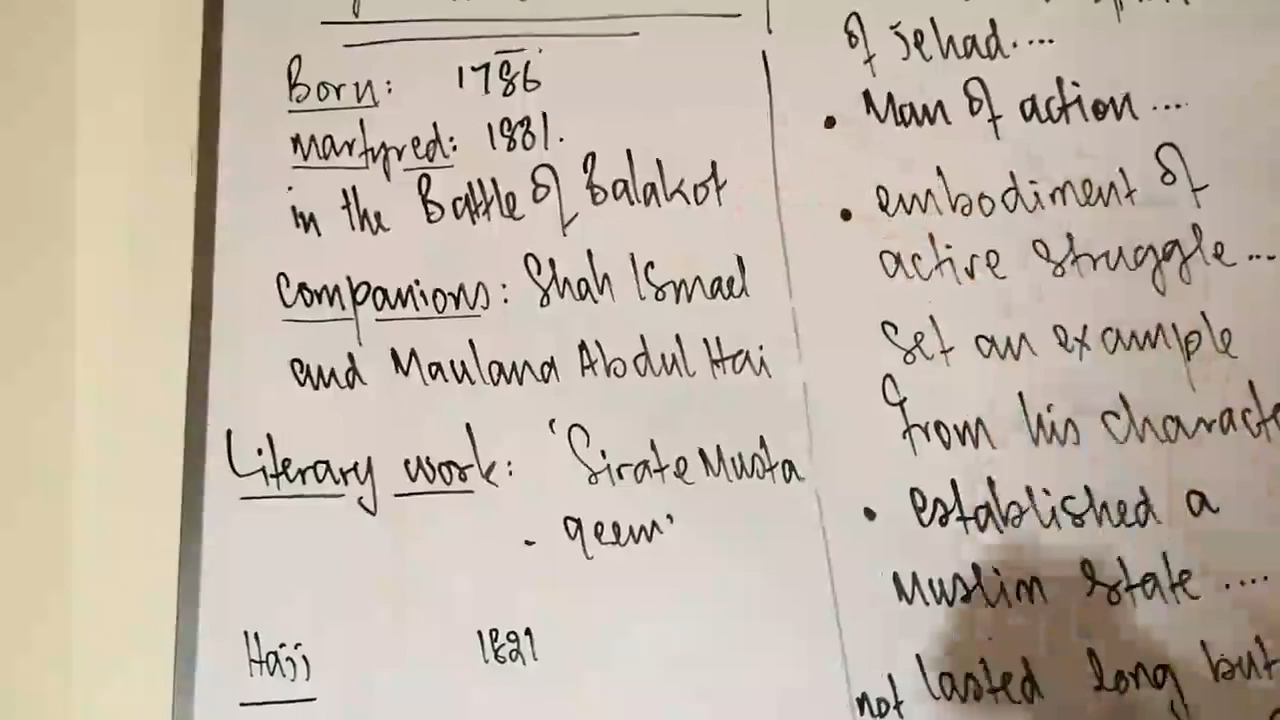 Born: 1786
martyred: 1831.
in the Battle of Balakot
Companions: Shah Ismael
and Maulana Abdul Hai
Literary work: 'Sirate Musta
- qeem'
Hajj 1821
of Jehad....
• Man of action ...
• embodiment of
active struggle...
Set an example
from his charact
• established a
Muslim state ....
not lasted long but